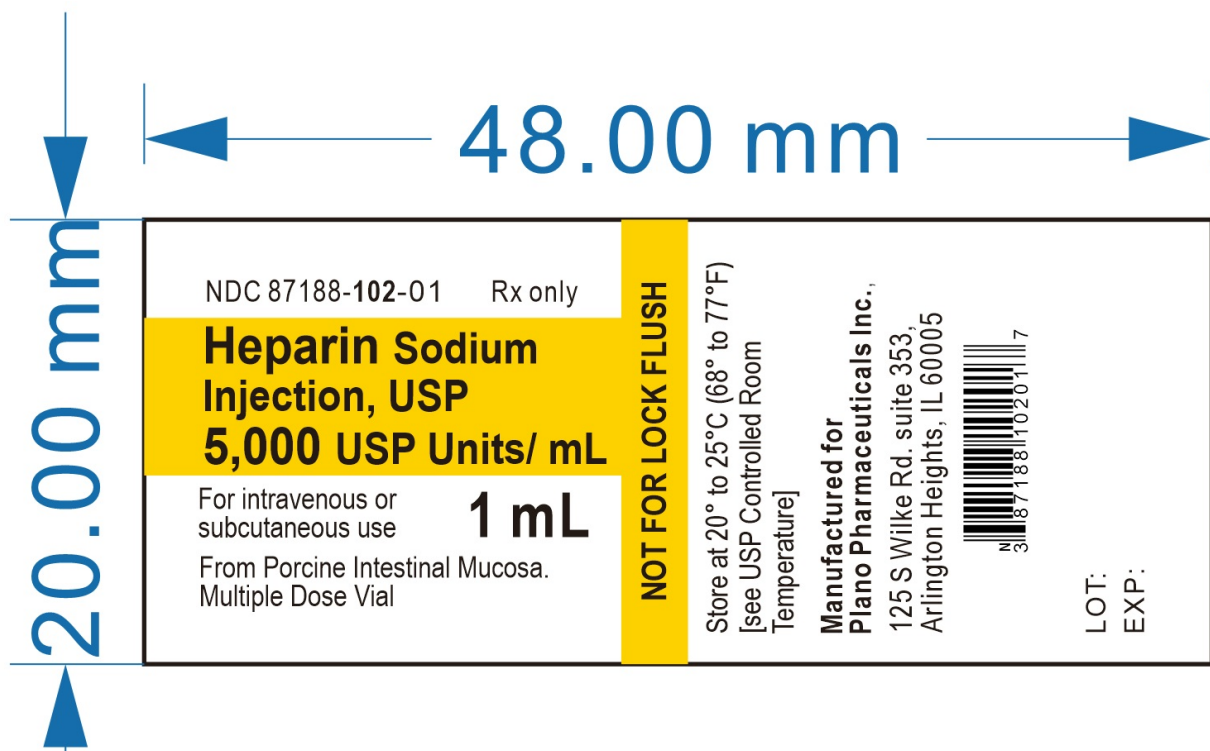 48.00 mm
20.00 mm
NDC 87188-102-01 Rx only
Heparin Sodium
Injection, USP
5,000 USP Units/ mL
For intravenous or
subcutaneous use
1 mL
From Porcine Intestinal Mucosa.
Multiple Dose Vial
NOT FOR LOCK FLUSH
Store at 20° to 25°C (68° to 77°F)
[see USP Controlled Room
Temperature]
Manufactured for
Plano Pharmaceuticals Inc.,
125 S Wilke Rd. suite 353,
Arlington Heights, IL 60005
N
3 87188 10201 7
LOT:
EXP: